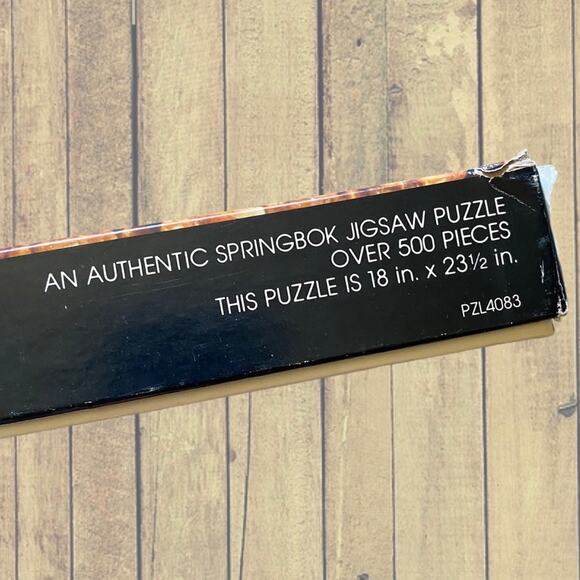 AN AUTHENTIC SPRINGBOK JIGSAW PUZZLE
OVER 500 PIECES
THIS PUZZLE IS 18 in. x 23½ in.
PZL4083